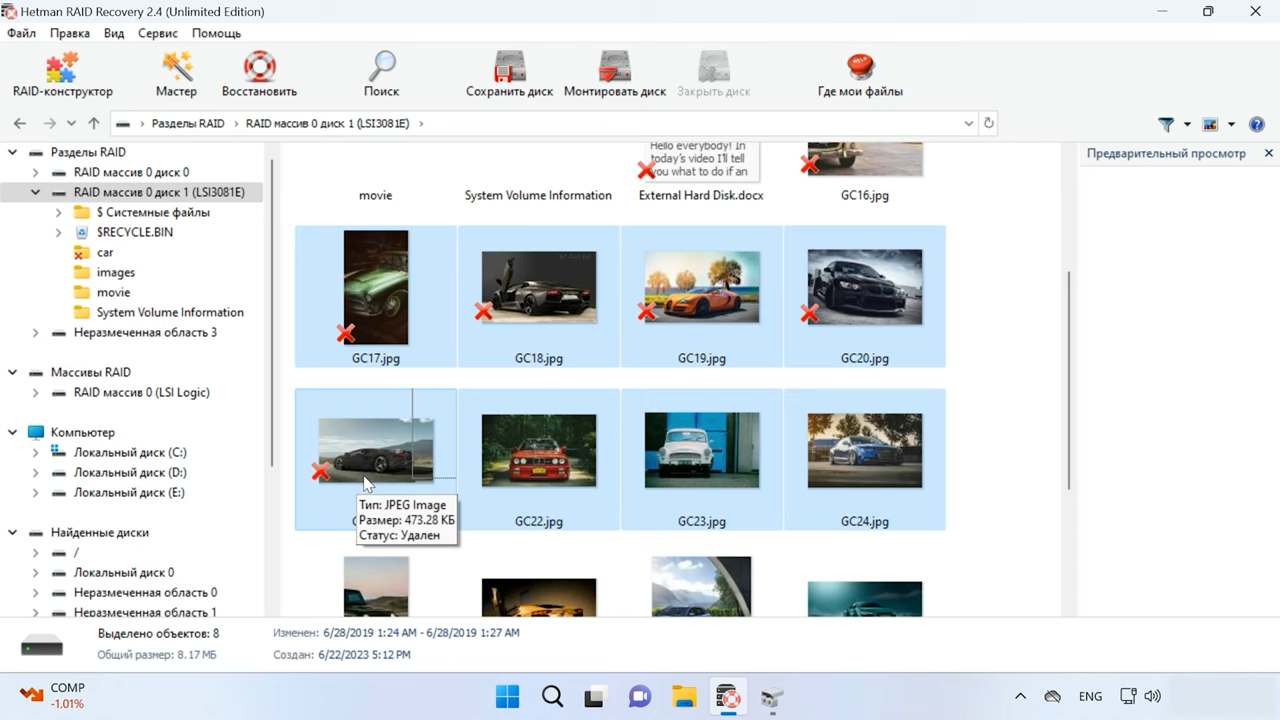 Hetman RAID Recovery 2.4 (Unlimited Edition)
Файл Правка Вид Сервис Помощь
RAID-конструктор Мастер Восстановить Поиск Сохранить диск Монтировать диск Закрыть диск Где мои файлы
Разделы RAID RAID массив 0 диск 1 (LSI3081E)
Предварительный просмотр
Разделы RAID
RAID массив 0 диск 0
RAID массив 0 диск 1 (LSI3081E)
$ Системные файлы
$RECYCLE.BIN
car
images
movie
System Volume Information
Неразмеченная область 3
Массивы RAID
RAID массив 0 (LSI Logic)
Компьютер
Локальный диск (C:)
Локальный диск (D:)
Локальный диск (E:)
Найденные диски
/
Локальный диск 0
Неразмеченная область 0
Неразмеченная область 1
Hello everybody! In
today's video I'll tell
you what to do if an
movie System Volume Information External Hard Disk.docx GC16.jpg
GC17.jpg GC18.jpg GC19.jpg GC20.jpg
GC22.jpg GC23.jpg GC24.jpg
Тип: JPEG Image
Размер: 473.28 КБ
Статус: Удален
Выделено объектов: 8 Изменен: 6/28/2019 1:24 AM - 6/28/2019 1:27 AM
Общий размер: 8.17 МБ Создан: 6/22/2023 5:12 PM
COMP
-1.01%
ENG